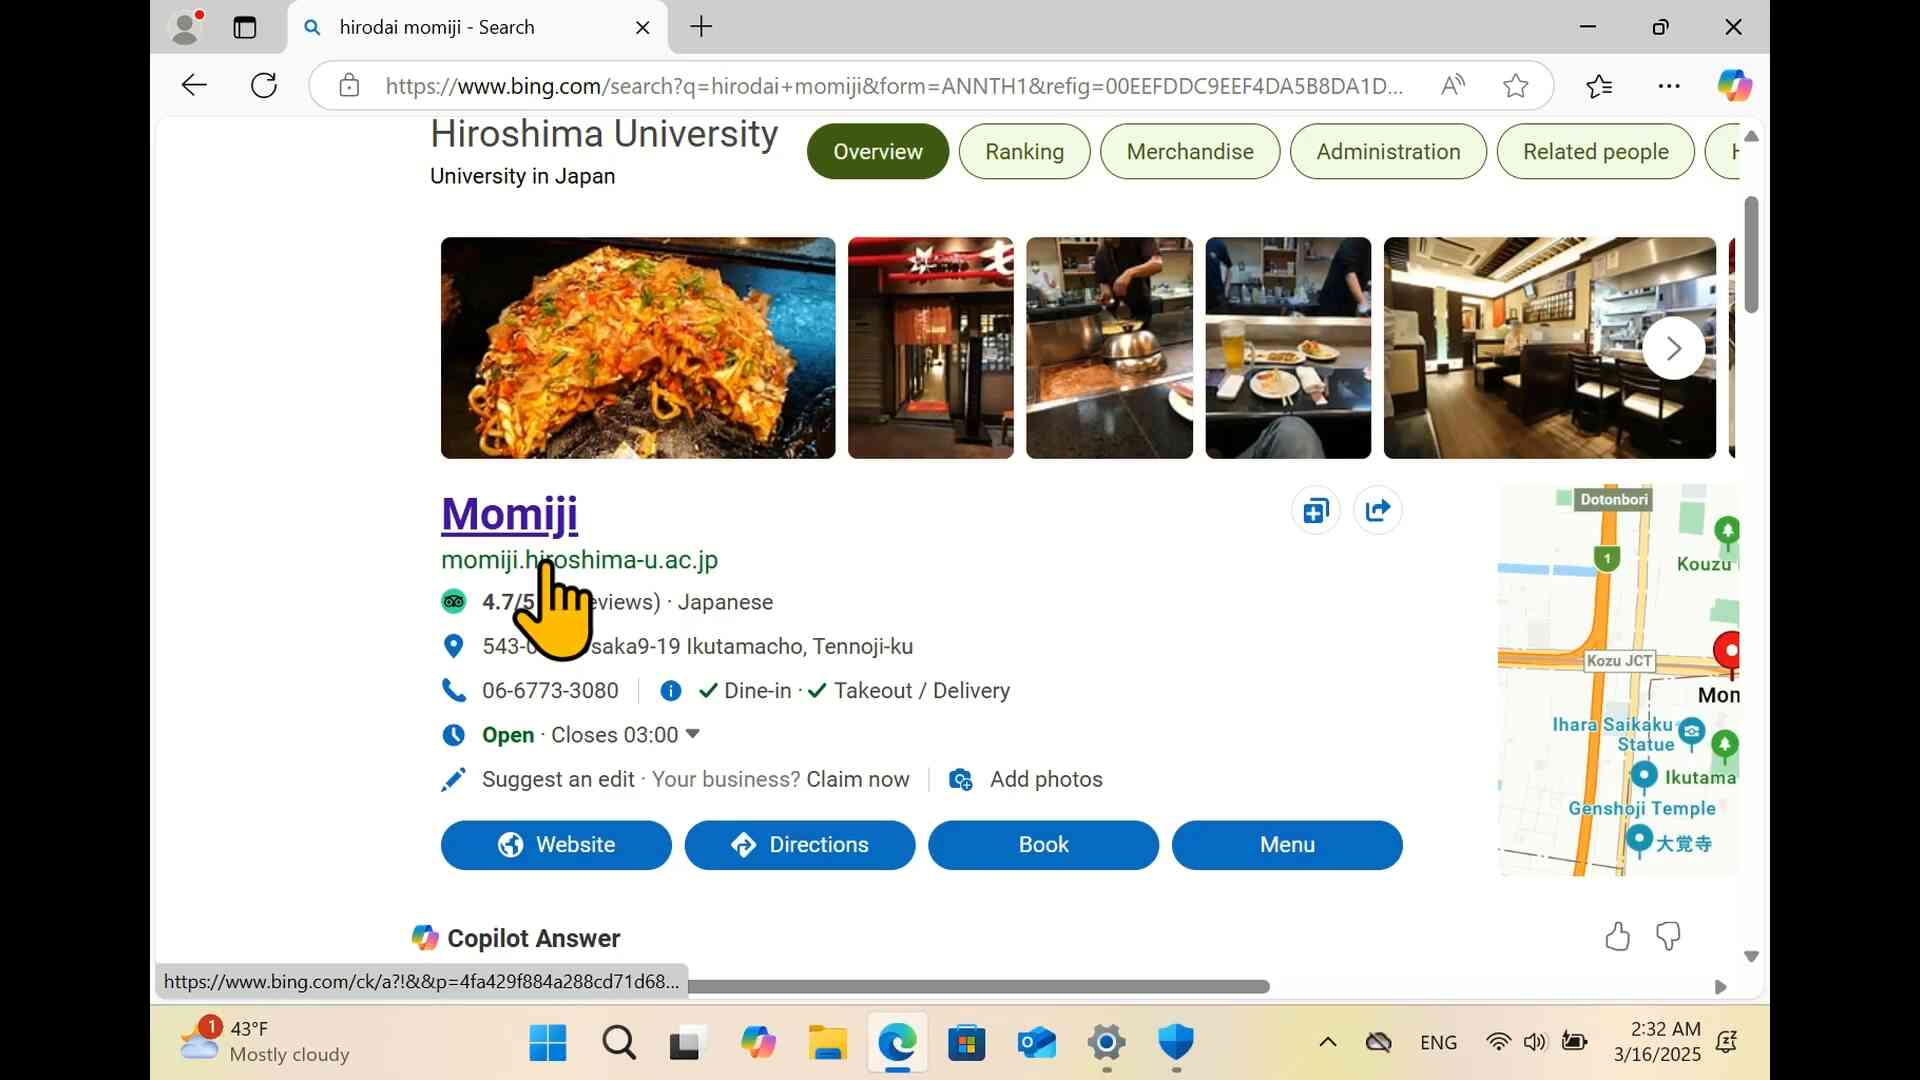 hirodai momiji - Search
https://www.bing.com/search?q=hirodai+momiji&form=ANNTH1&refig=00EEFDDC9EEF4DA5B8DA1D...
Hiroshima University
University in Japan
Overview
Ranking
Merchandise
Administration
Related people
Momiji
momiji.hiroshima-u.ac.jp
4.7/5 eviews) · Japanese
543-0 saka9-19 Ikutamacho, Tennoji-ku
06-6773-3080
Dine-in · Takeout / Delivery
Open · Closes 03:00
Suggest an edit · Your business? Claim now
Add photos
Website
Directions
Book
Menu
Dotonbori
1
Kouzu
Kozu JCT
Mon
Ihara Saikaku
Statue
Ikutama
Genshoji Temple
大覚寺
Copilot Answer
https://www.bing.com/ck/a?!&&p=4fa429f884a288cd71d68...
1
43°F
Mostly cloudy
ENG
2:32 AM
3/16/2025